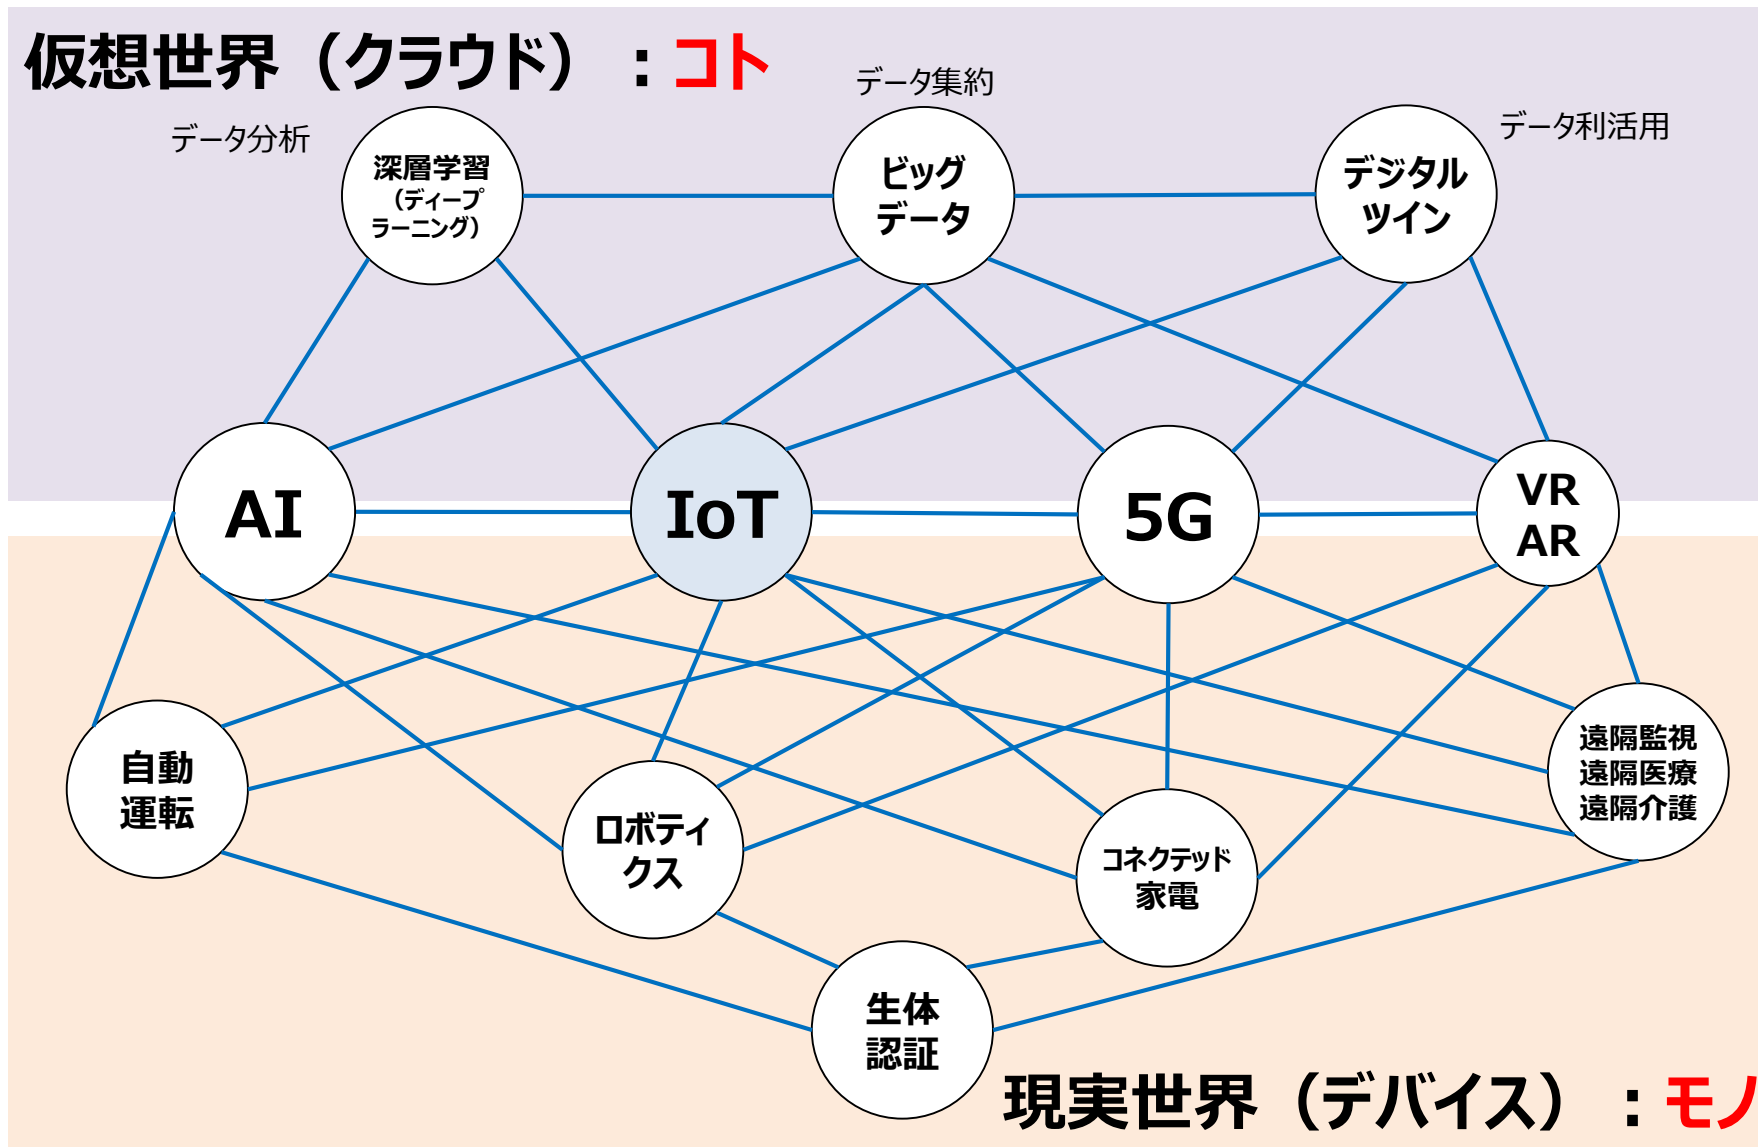 仮想世界（クラウド）：コト
データ集約
データ分析
データ利活用
深層学習
（ディープ
ラーニング）
ビッグ
データ
デジタル
ツイン
AI
IoT
5G
VR
AR
自動
運転
ロボティ
クス
コネクテッド
家電
遠隔監視
遠隔医療
遠隔介護
生体
認証
現実世界（デバイス）：モノ